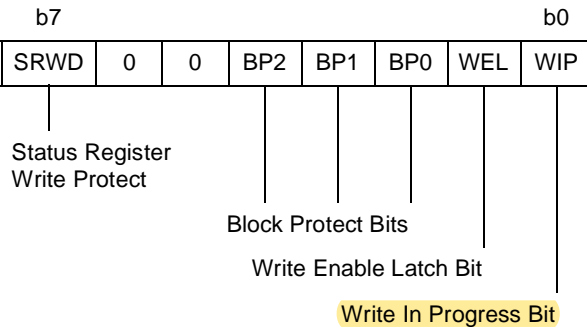 b7 b0
SRWD 0 0 BP2 BP1 BP0 WEL WIP
Status Register
Write Protect
Block Protect Bits
Write Enable Latch Bit
Write In Progress Bit